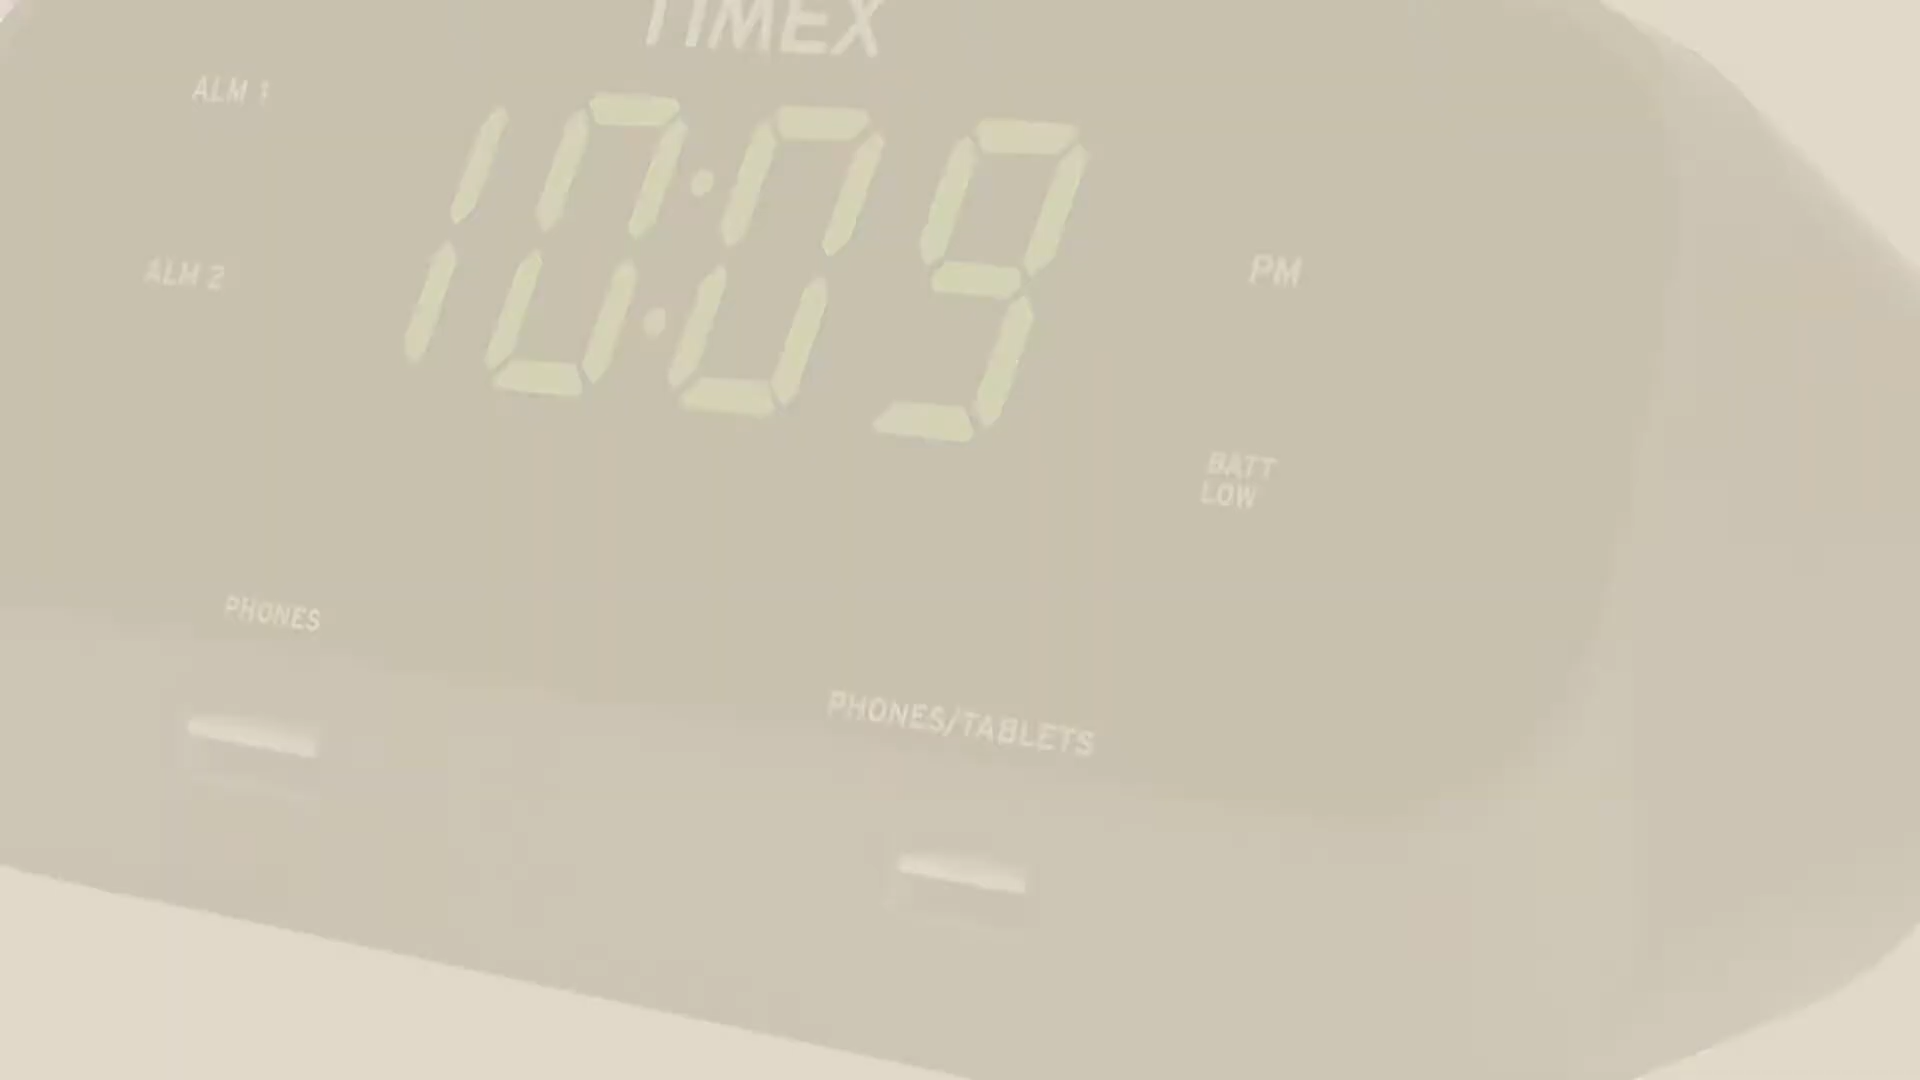 TIMEX
ALM 1
10:09
ALM 2
PM
BATT
LOW
PHONES
PHONES/TABLETS